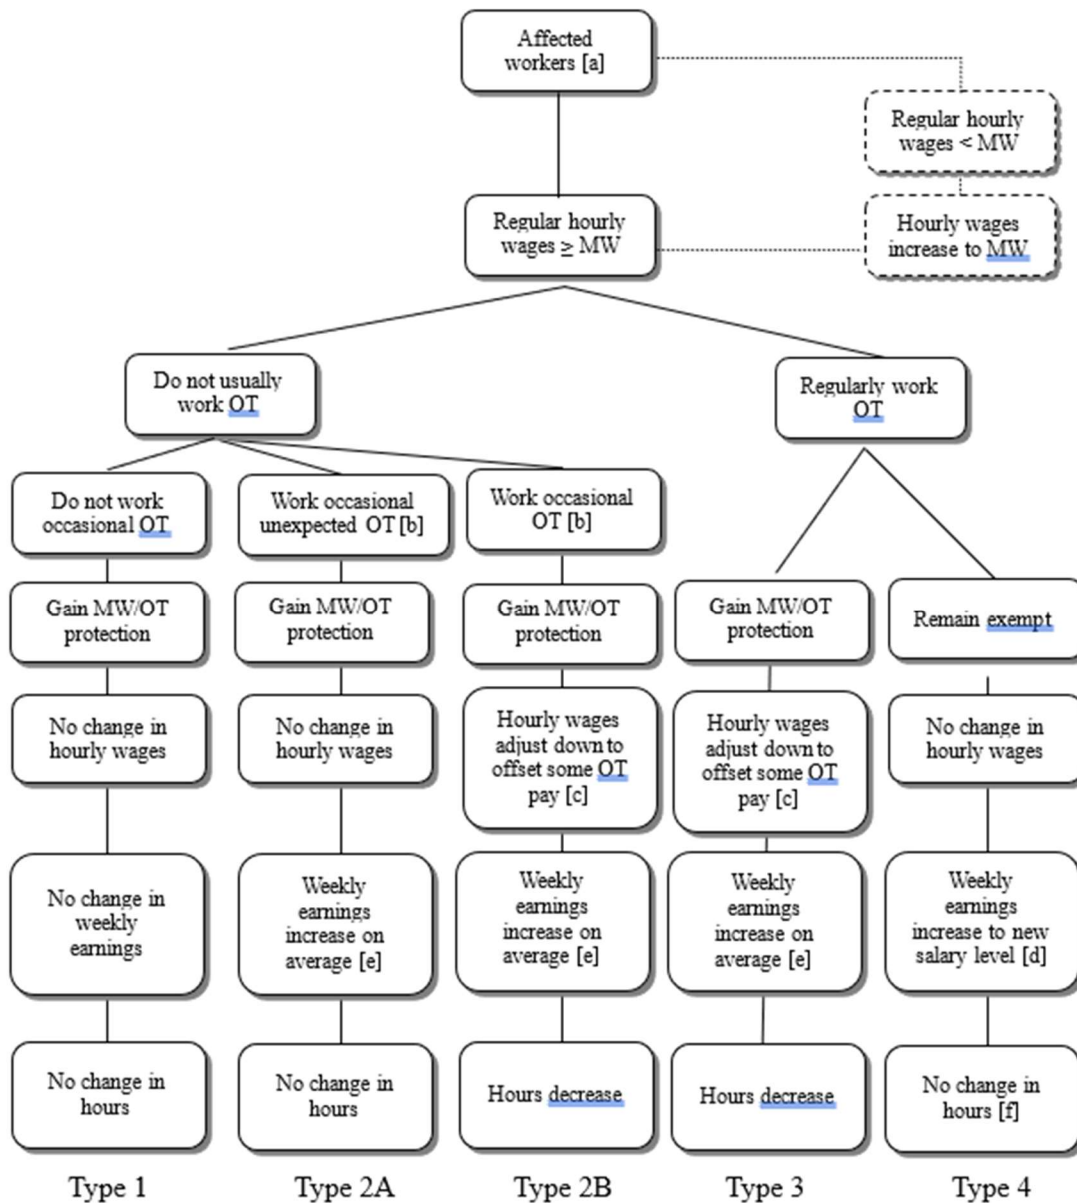 Affected
workers [a]
Regular hourly
wages < MW
Regular hourly
wages ≥ MW
Hourly wages
increase to MW
Do not usually
work OT
Regularly work
OT
Do not work
occasional OT
Work occasional
unexpected OT [b]
Work occasional
OT [b]
Gain MW/OT
protection
Gain MW/OT
protection
Gain MW/OT
protection
Gain MW/OT
protection
Remain exempt
No change in
hourly wages
No change in
hourly wages
Hourly wages
adjust down to
offset some OT
pay [c]
Hourly wages
adjust down to
offset some OT
pay [c]
No change in
hourly wages
No change in
weekly
earnings
Weekly
earnings
increase on
average [e]
Weekly
earnings
increase on
average [e]
Weekly
earnings
increase on
average [e]
Weekly
earnings
increase to new
salary level [d]
No change in
hours
No change in
hours
Hours decrease
Hours decrease
No change in
hours [f]
Type 1
Type 2A
Type 2B
Type 3
Type 4